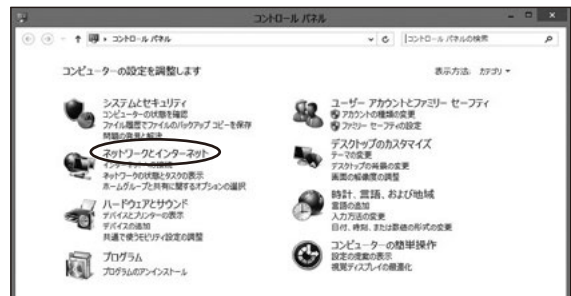 コントロール パネル
コントロール パネル
コントロール パネルの検索
コンピューターの設定を調整します
表示方法: カテゴリ
システムとセキュリティ
コンピューターの状態を確認
ファイル履歴でファイルのバックアップ コピーを保存
問題の発見と解決
ネットワークとインターネット
インターネットへの接続
ネットワークの状態とタスクの表示
ホームグループと共有に関するオプションの選択
ハードウェアとサウンド
デバイスとプリンターの表示
デバイスの追加
共通で使うモビリティ設定の調整
プログラム
プログラムのアンインストール
ユーザー アカウントとファミリー セーフティ
アカウントの種類の変更
ファミリー セーフティの設定
デスクトップのカスタマイズ
テーマの変更
デスクトップの背景の変更
画面の解像度の調整
時計、言語、および地域
言語の追加
入力方法の変更
日付、時刻、または数値の形式の変更
コンピューターの簡単操作
設定の提案の表示
視覚ディスプレイの最適化